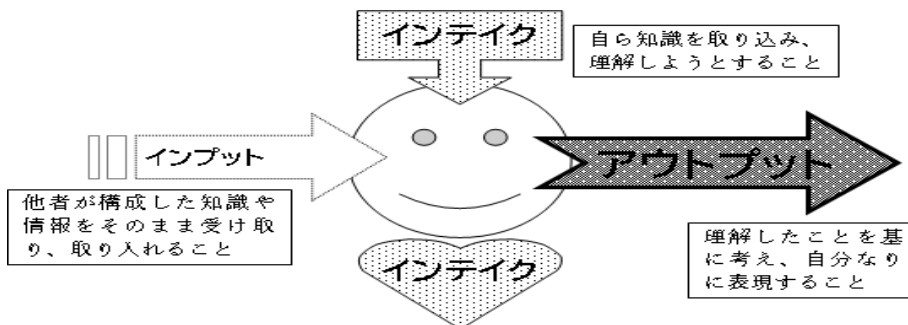 インテイク
自ら知識を取り込み、
理解しようとすること
インプット
アウトプット
他者が構成した知識や
情報をそのまま受け取
り、取り入れること
インテイク
理解したことを基
に考え、自分なり
に表現すること